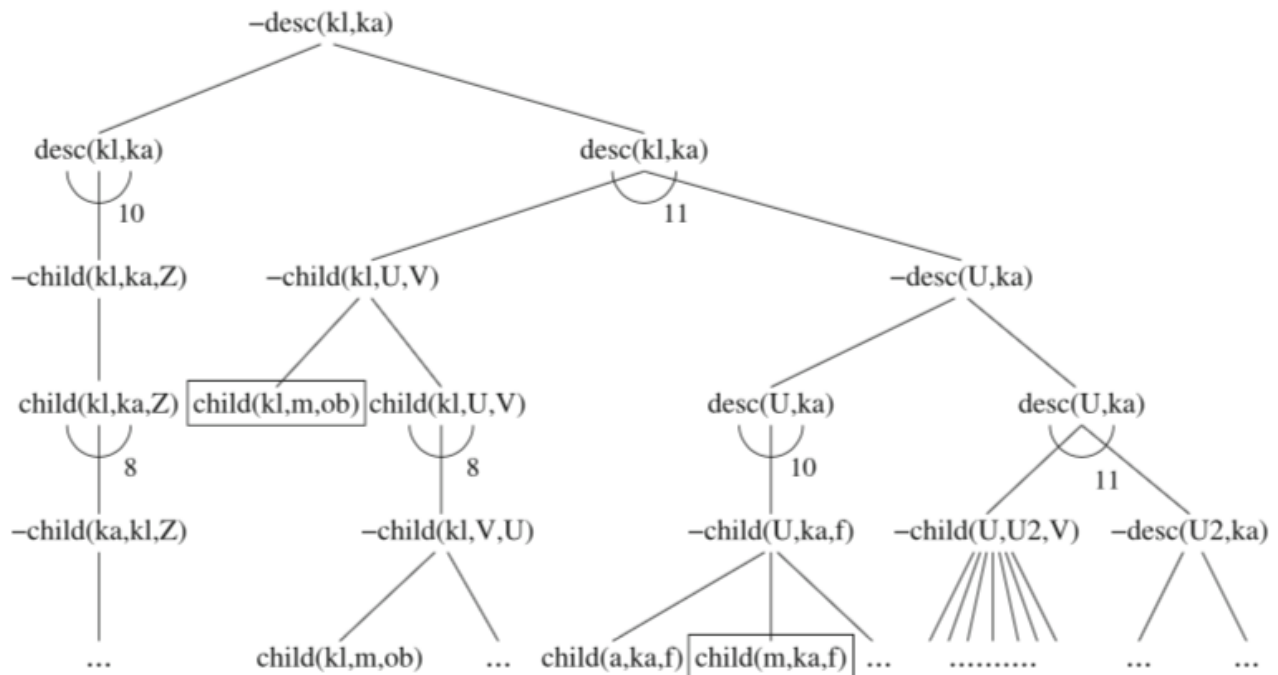 −desc(kl,ka)
desc(kl,ka) desc(kl,ka)
10 11
−child(kl,ka,Z) −child(kl,U,V) −desc(U,ka)
child(kl,ka,Z) child(kl,m,ob) child(kl,U,V) desc(U,ka) desc(U,ka)
8 8 10 11
−child(ka,kl,Z) −child(kl,V,U) −child(U,ka,f) −child(U,U2,V) −desc(U2,ka)
... child(kl,m,ob) ... child(a,ka,f) child(m,ka,f) ... .......... ... ...